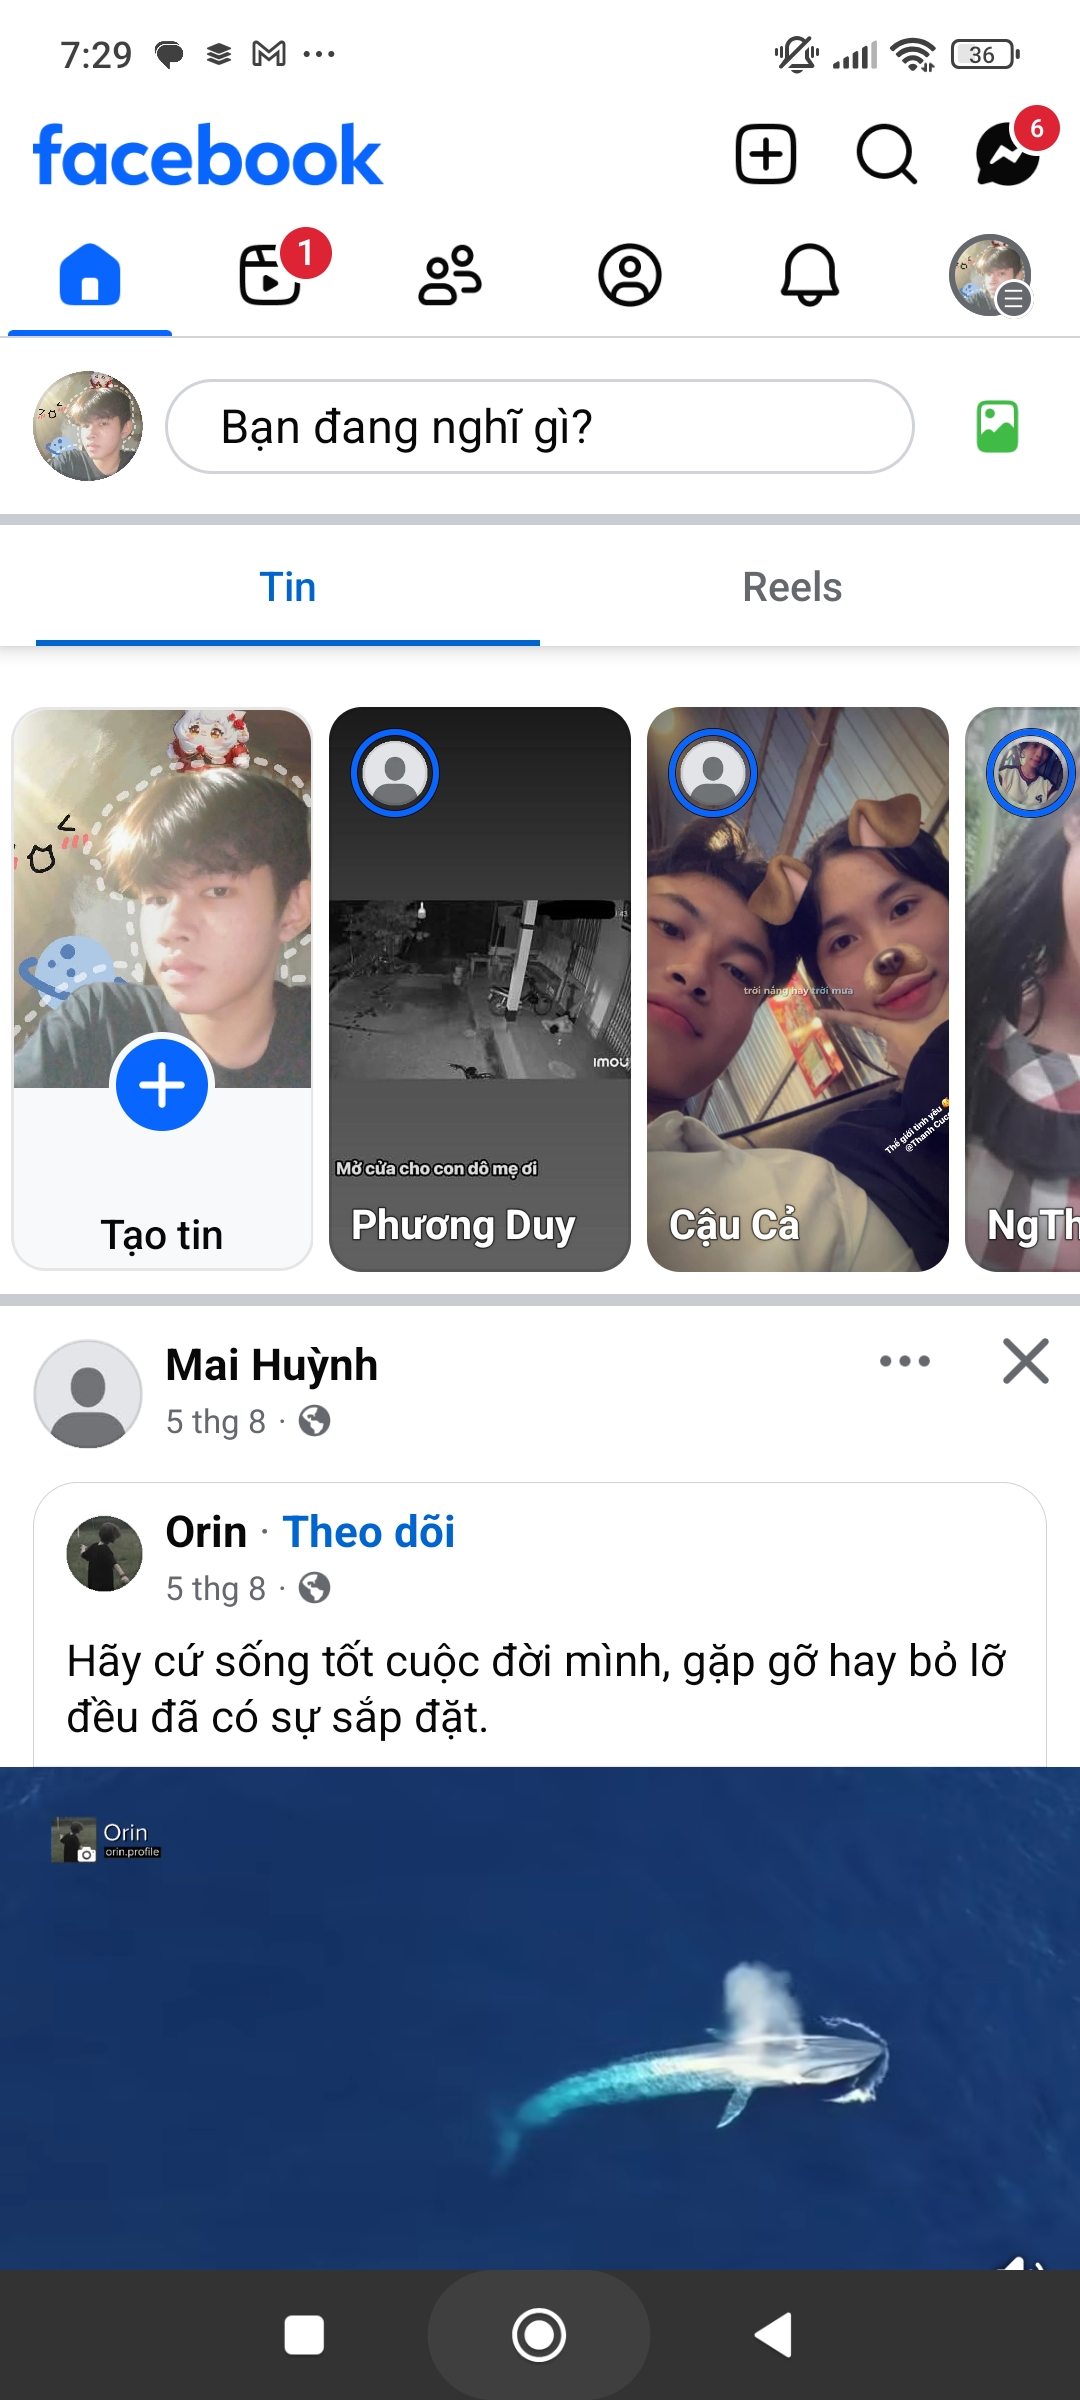 7:29
36
facebook
6
1
Bạn đang nghĩ gì?
Tin
Reels
Tạo tin
imou
Mở cửa cho con dô mẹ ơi
Phương Duy
trời nắng hay trời mưa
Thế giới tình yêu
Cậu Cả
NgTh
Mai Huỳnh
5 thg 8 ·
Orin · Theo dõi
5 thg 8 ·
Hãy cứ sống tốt cuộc đời mình, gặp gỡ hay bỏ lỡ
đều đã có sự sắp đặt.
Orin
orin.profile